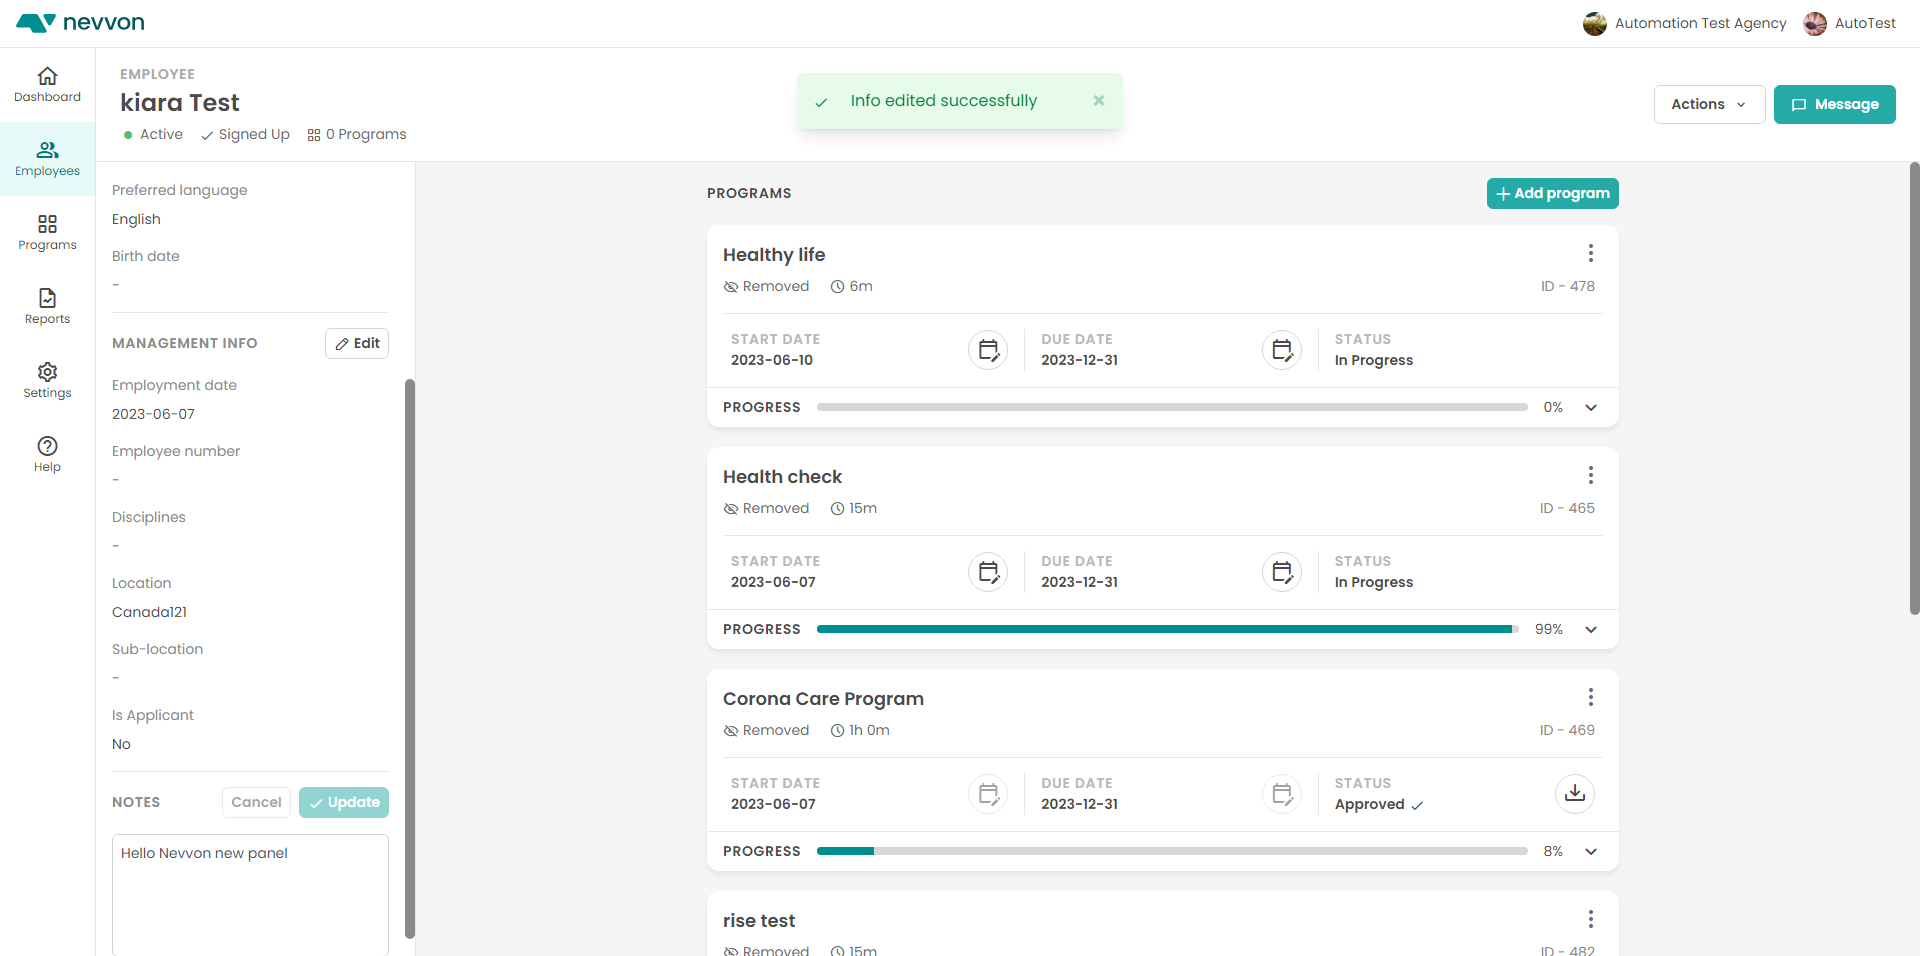 nevvon
Automation Test Agency
AutoTest
Dashboard
Employees
Programs
Reports
Settings
Help
EMPLOYEE
kiara Test
Active
Signed Up
0 Programs
Info edited successfully
Actions
Message
Preferred language
English
Birth date
-
MANAGEMENT INFO
Edit
Employment date
2023-06-07
Employee number
-
Disciplines
-
Location
Canada121
Sub-location
-
Is Applicant
No
NOTES
Cancel
Update
Hello Nevvon new panel
PROGRAMS
Add program
Healthy life
Removed 6m
ID - 478
START DATE
2023-06-10
DUE DATE
2023-12-31
STATUS
In Progress
PROGRESS 0%
Health check
Removed 15m
ID - 465
START DATE
2023-06-07
DUE DATE
2023-12-31
STATUS
In Progress
PROGRESS 99%
Corona Care Program
Removed 1h 0m
ID - 469
START DATE
2023-06-07
DUE DATE
2023-12-31
STATUS
Approved
PROGRESS 8%
rise test
Removed 15m
ID - 482